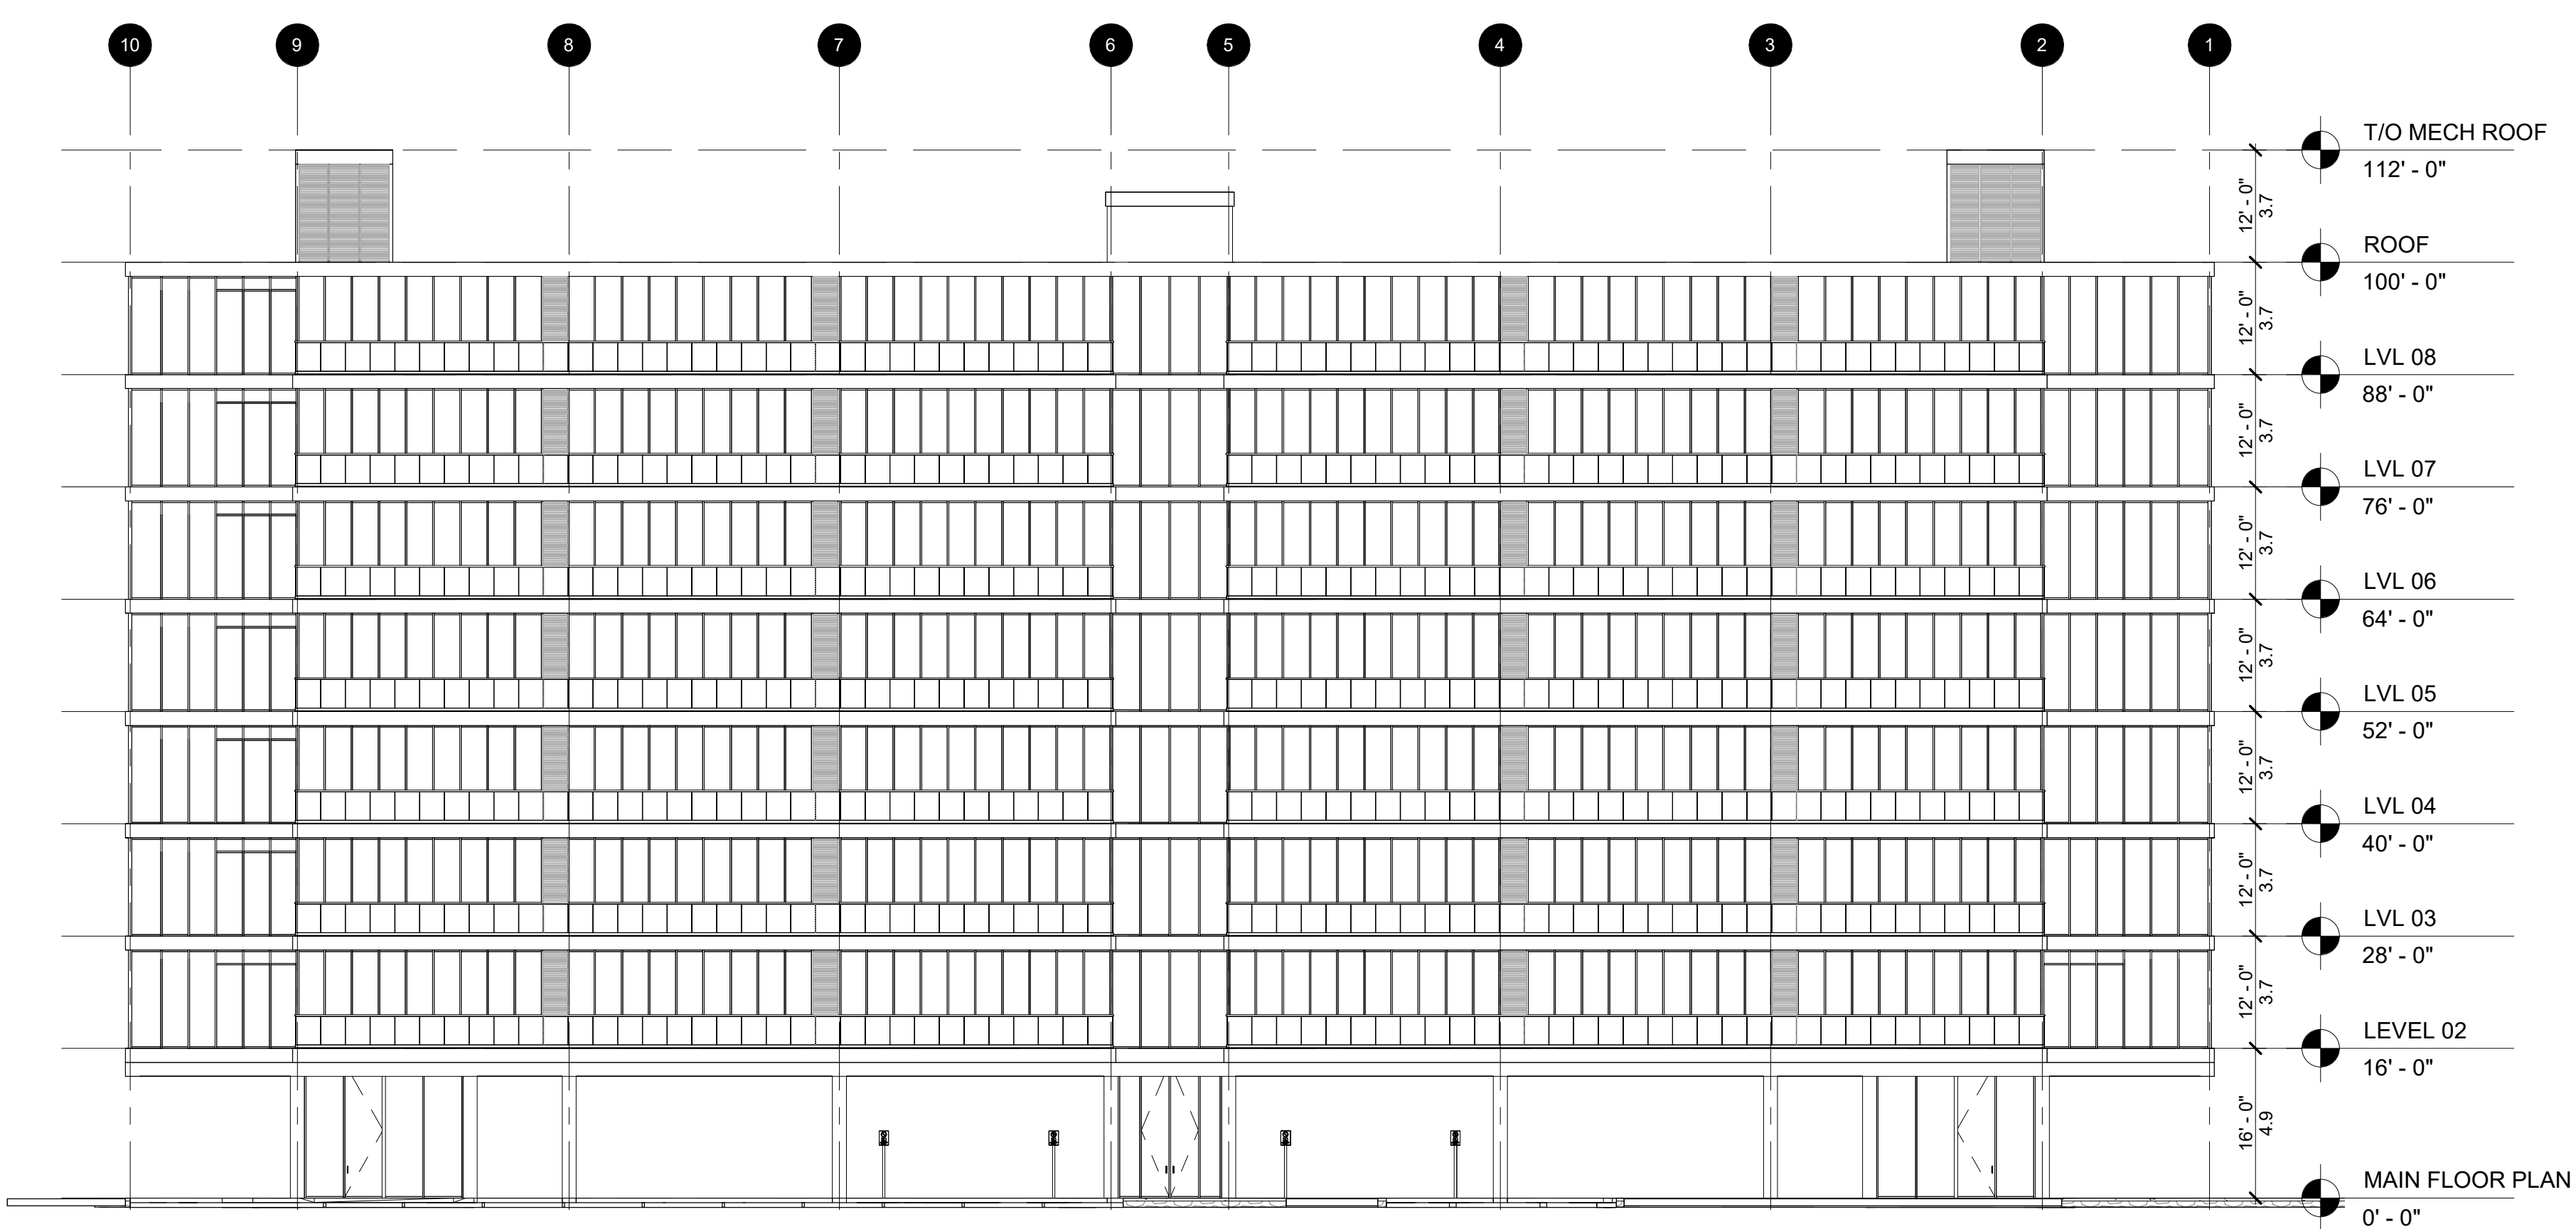 10 9 8 7 6 5 4 3 2 1
T/O MECH ROOF
112' - 0"
12' - 0"
3.7
ROOF
100' - 0"
12' - 0"
3.7
LVL 08
88' - 0"
12' - 0"
3.7
LVL 07
76' - 0"
12' - 0"
3.7
LVL 06
64' - 0"
12' - 0"
3.7
LVL 05
52' - 0"
12' - 0"
3.7
LVL 04
40' - 0"
12' - 0"
3.7
LVL 03
28' - 0"
12' - 0"
3.7
LEVEL 02
16' - 0"
16' - 0"
4.9
MAIN FLOOR PLAN
0' - 0"